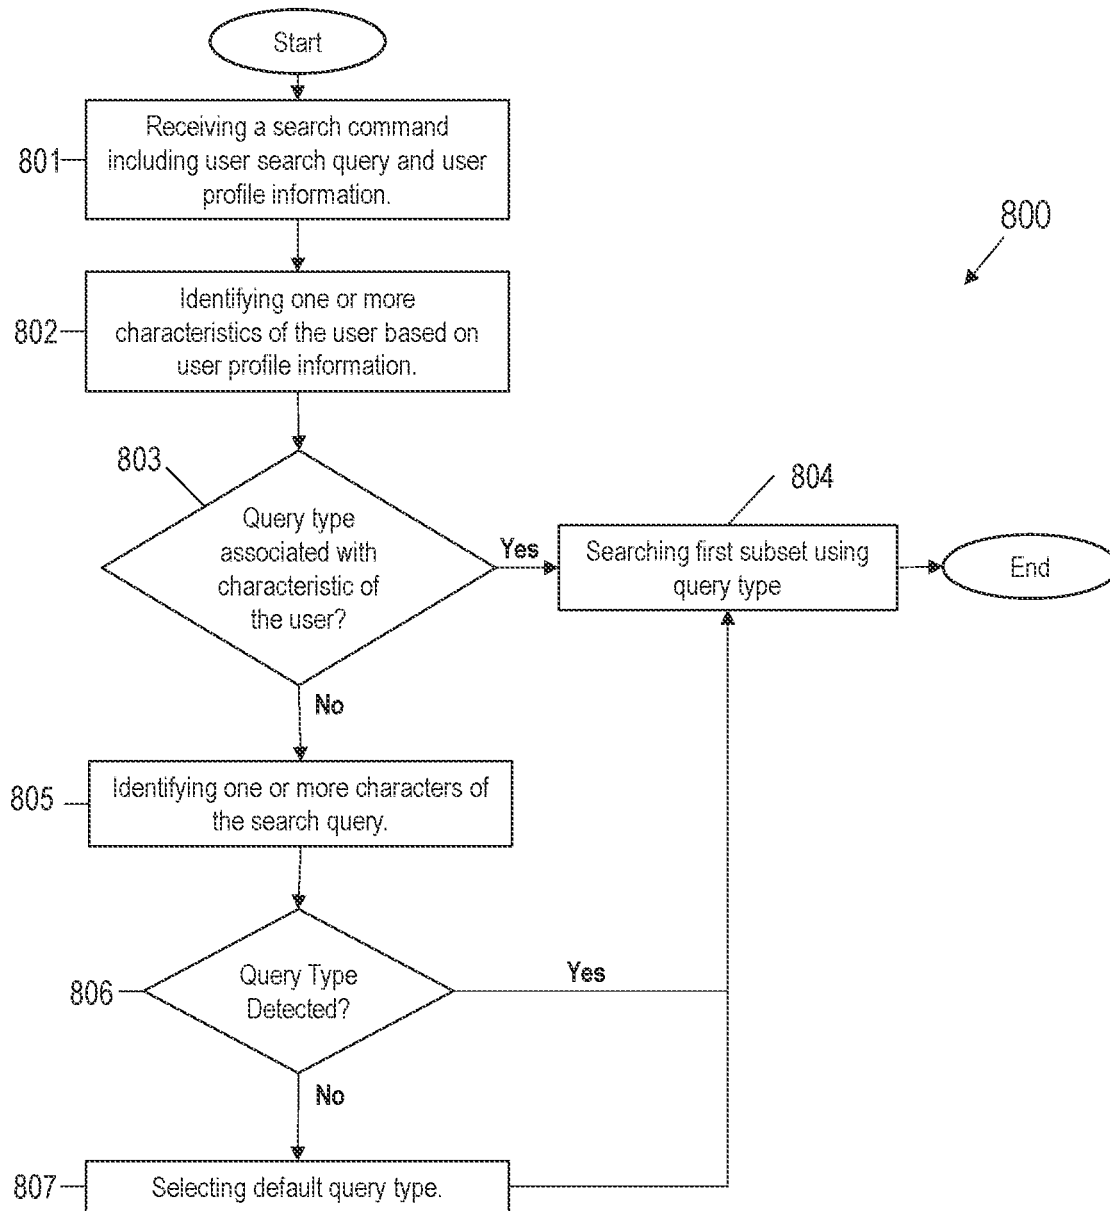 Start
801
Receiving a search command
including user search query and user
profile information.
800
802
Identifying one or more
characteristics of the user based on
user profile information.
803
Query type
associated with
characteristic of
the user?
Yes
804
Searching first subset using
query type
End
No
805
Identifying one or more characters of
the search query.
806
Query Type
Detected?
Yes
No
807
Selecting default query type.